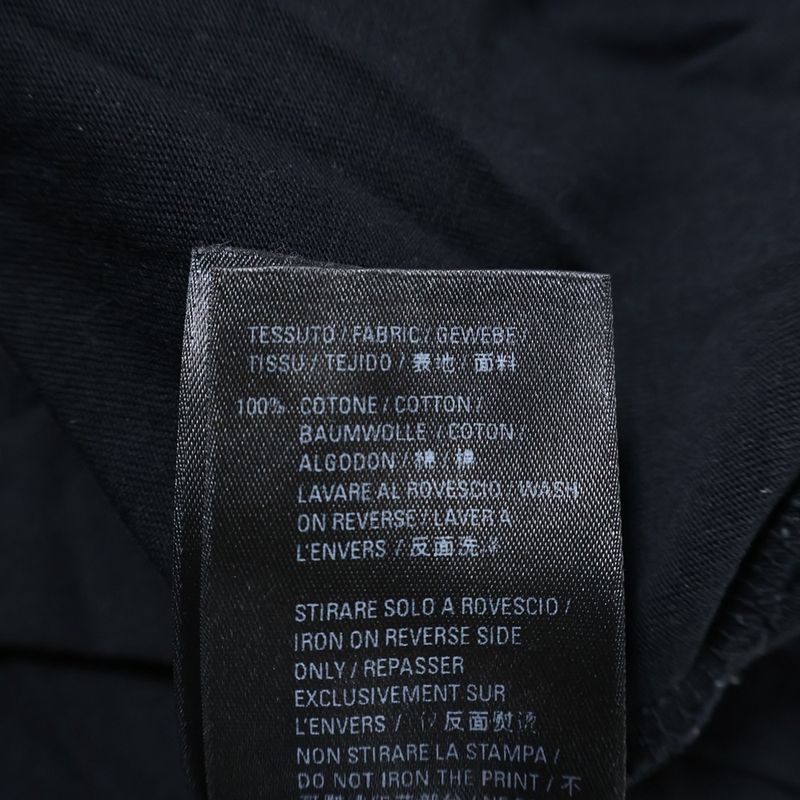 TESSUTO / FABRIC / GEWEBE /
TISSU / TEJIDO / 表地 / 面料
100% COTONE / COTTON /
BAUMWOLLE / COTON /
ALGODON / 棉 / 棉
LAVARE AL ROVESCIO / WASH
ON REVERSE / LAVER A
L'ENVERS / 反面洗涤
STIRARE SOLO A ROVESCIO /
IRON ON REVERSE SIDE
ONLY / REPASSER
EXCLUSIVEMENT SUR
L'ENVERS / 反面熨烫
NON STIRARE LA STAMPA /
DO NOT IRON THE PRINT / 不